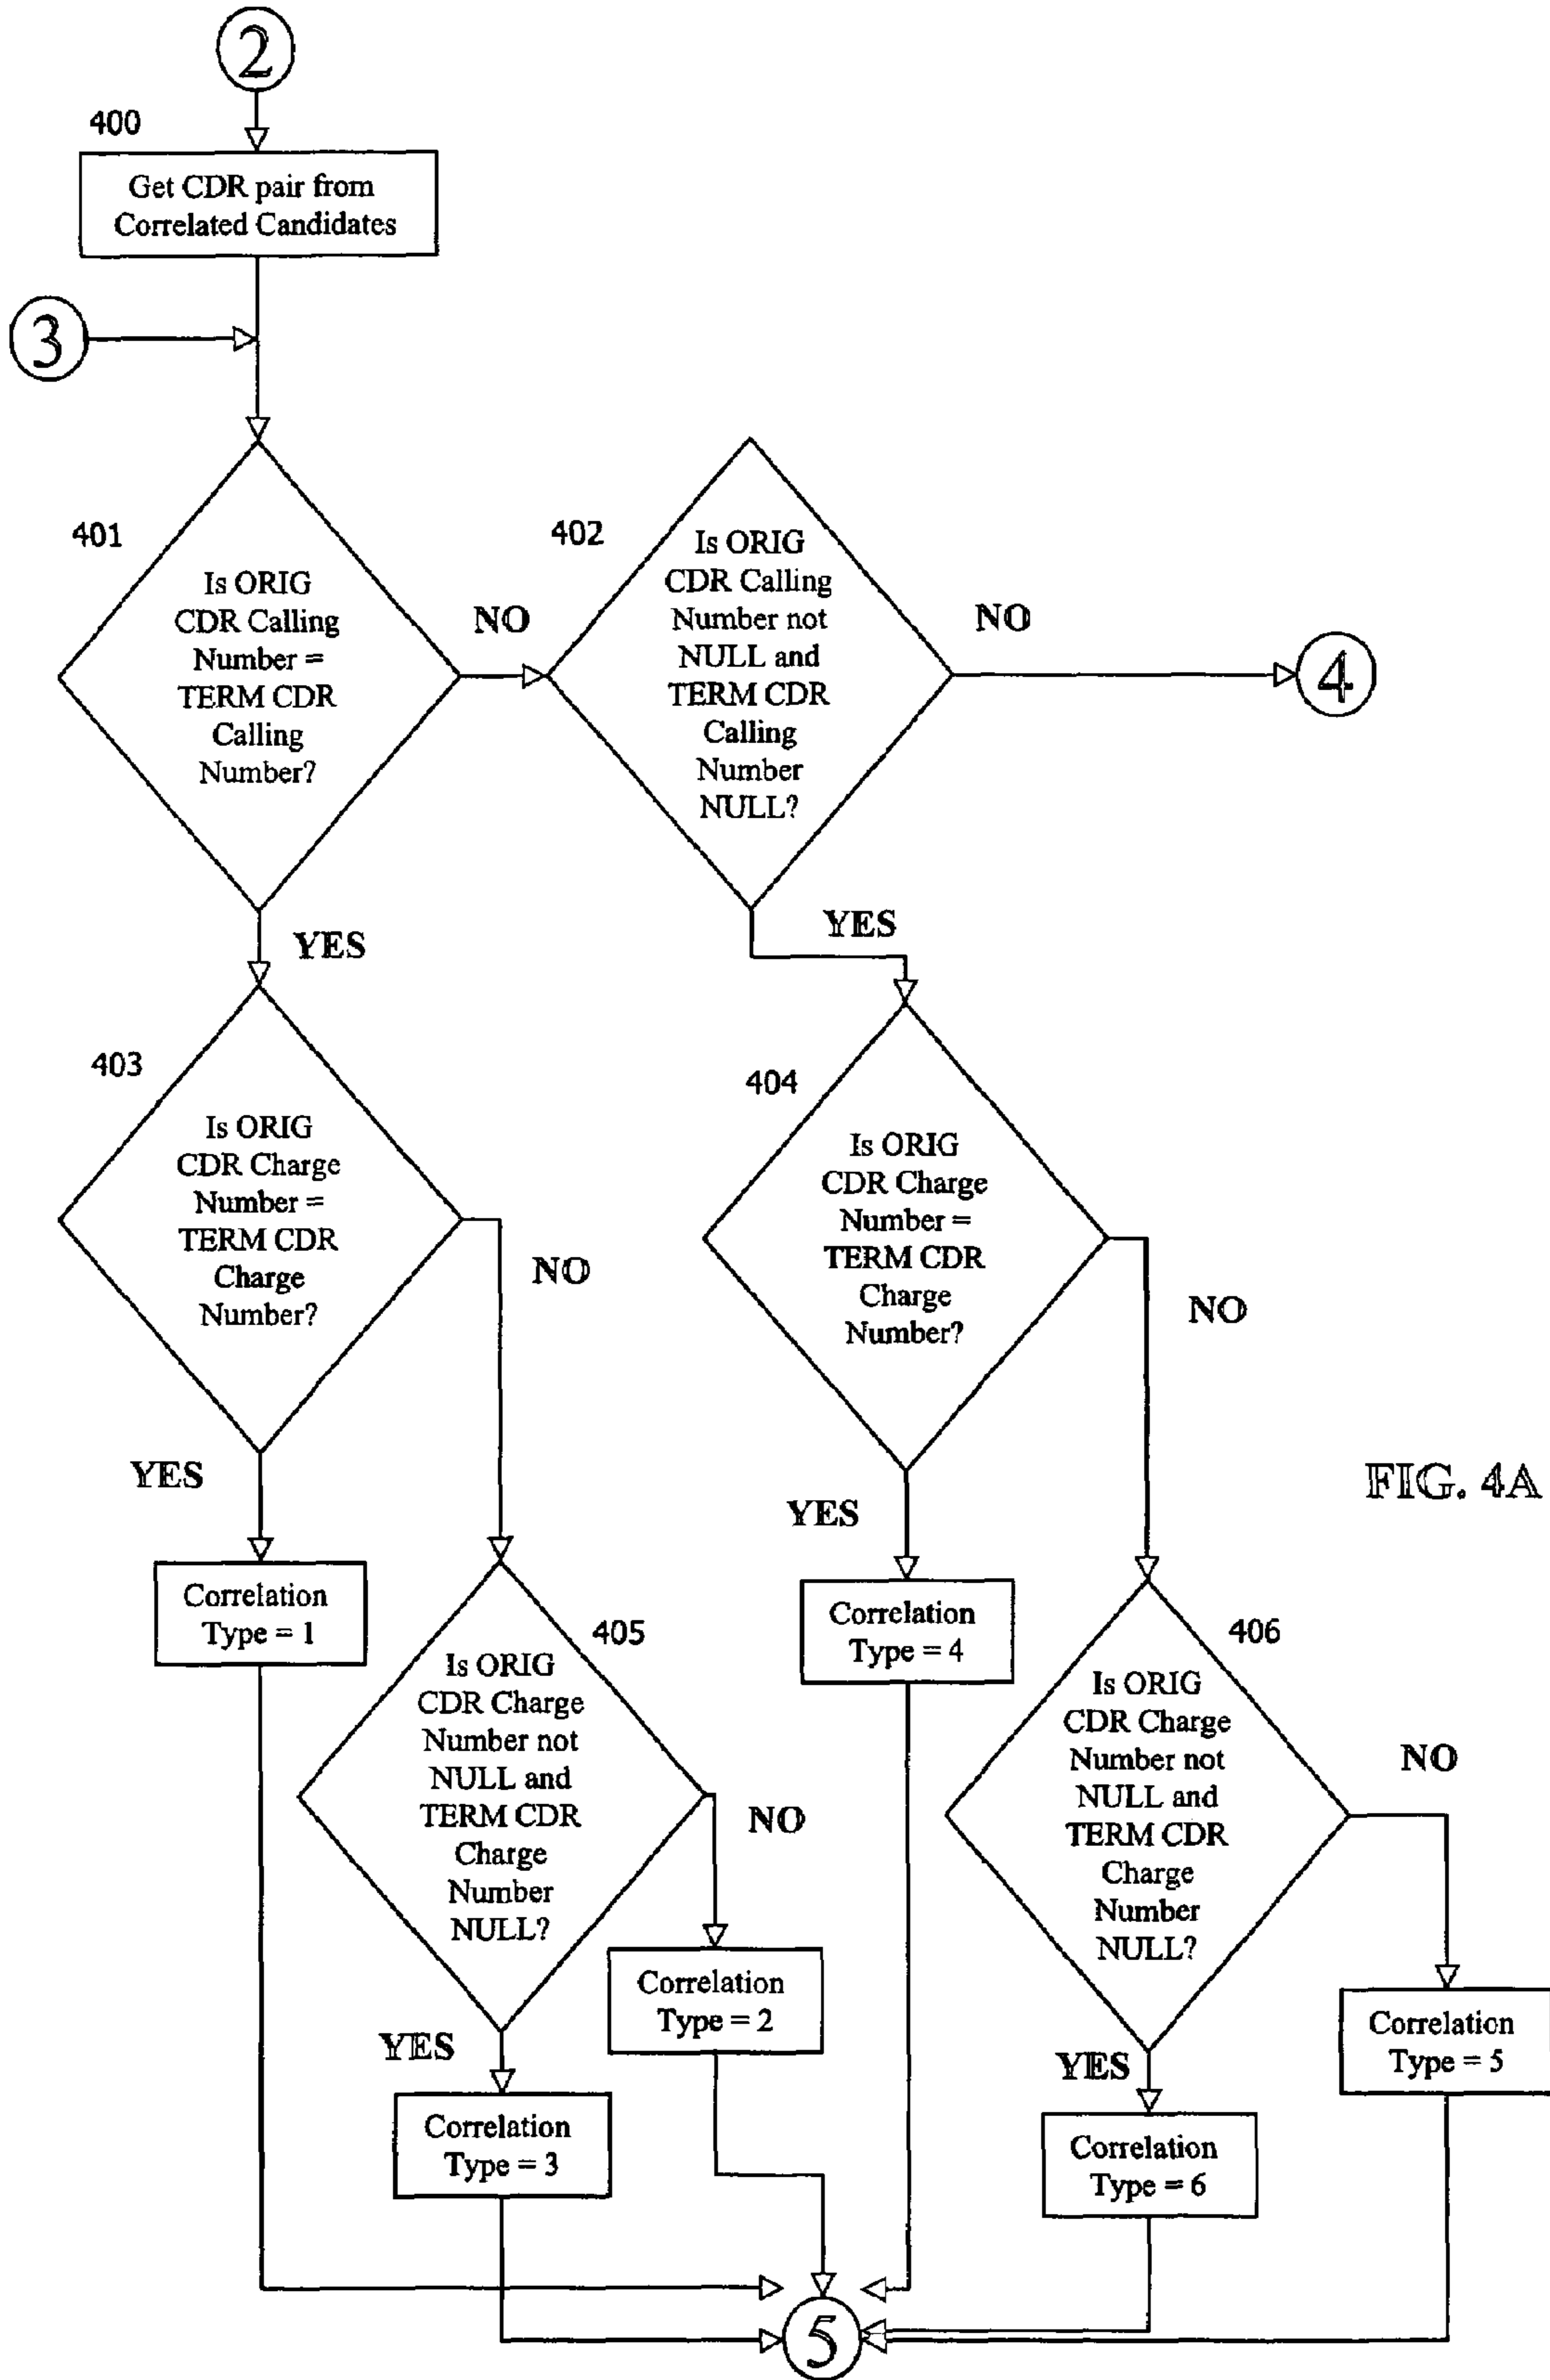 2
400
Get CDR pair from
Correlated Candidates
3
401
Is ORIG
CDR Calling
Number =
TERM CDR
Calling
Number?
NO
402
Is ORIG
CDR Calling
Number not
NULL and
TERM CDR
Calling
Number
NULL?
NO
4
YES
YES
403
Is ORIG
CDR Charge
Number =
TERM CDR
Charge
Number?
NO
404
Is ORIG
CDR Charge
Number =
TERM CDR
Charge
Number?
NO
YES
YES
FIG. 4A
Correlation
Type = 1
405
Is ORIG
CDR Charge
Number not
NULL and
TERM CDR
Charge
Number
NULL?
NO
Correlation
Type = 4
406
Is ORIG
CDR Charge
Number not
NULL and
TERM CDR
Charge
Number
NULL?
NO
Correlation
Type = 2
Correlation
Type = 5
YES
Correlation
Type = 3
YES
Correlation
Type = 6
5